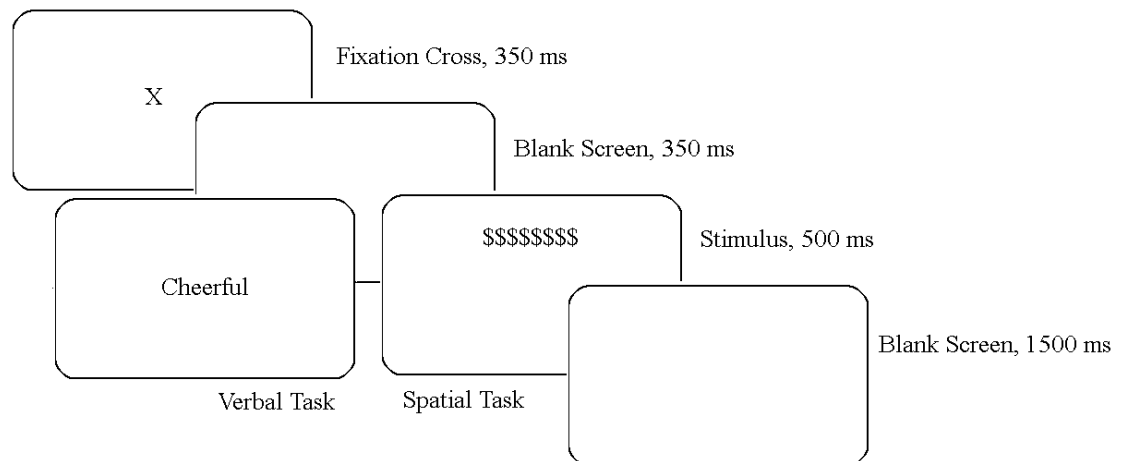 X
Fixation Cross, 350 ms
Blank Screen, 350 ms
$$$$$$$$
Stimulus, 500 ms
Cheerful
Blank Screen, 1500 ms
Verbal Task
Spatial Task